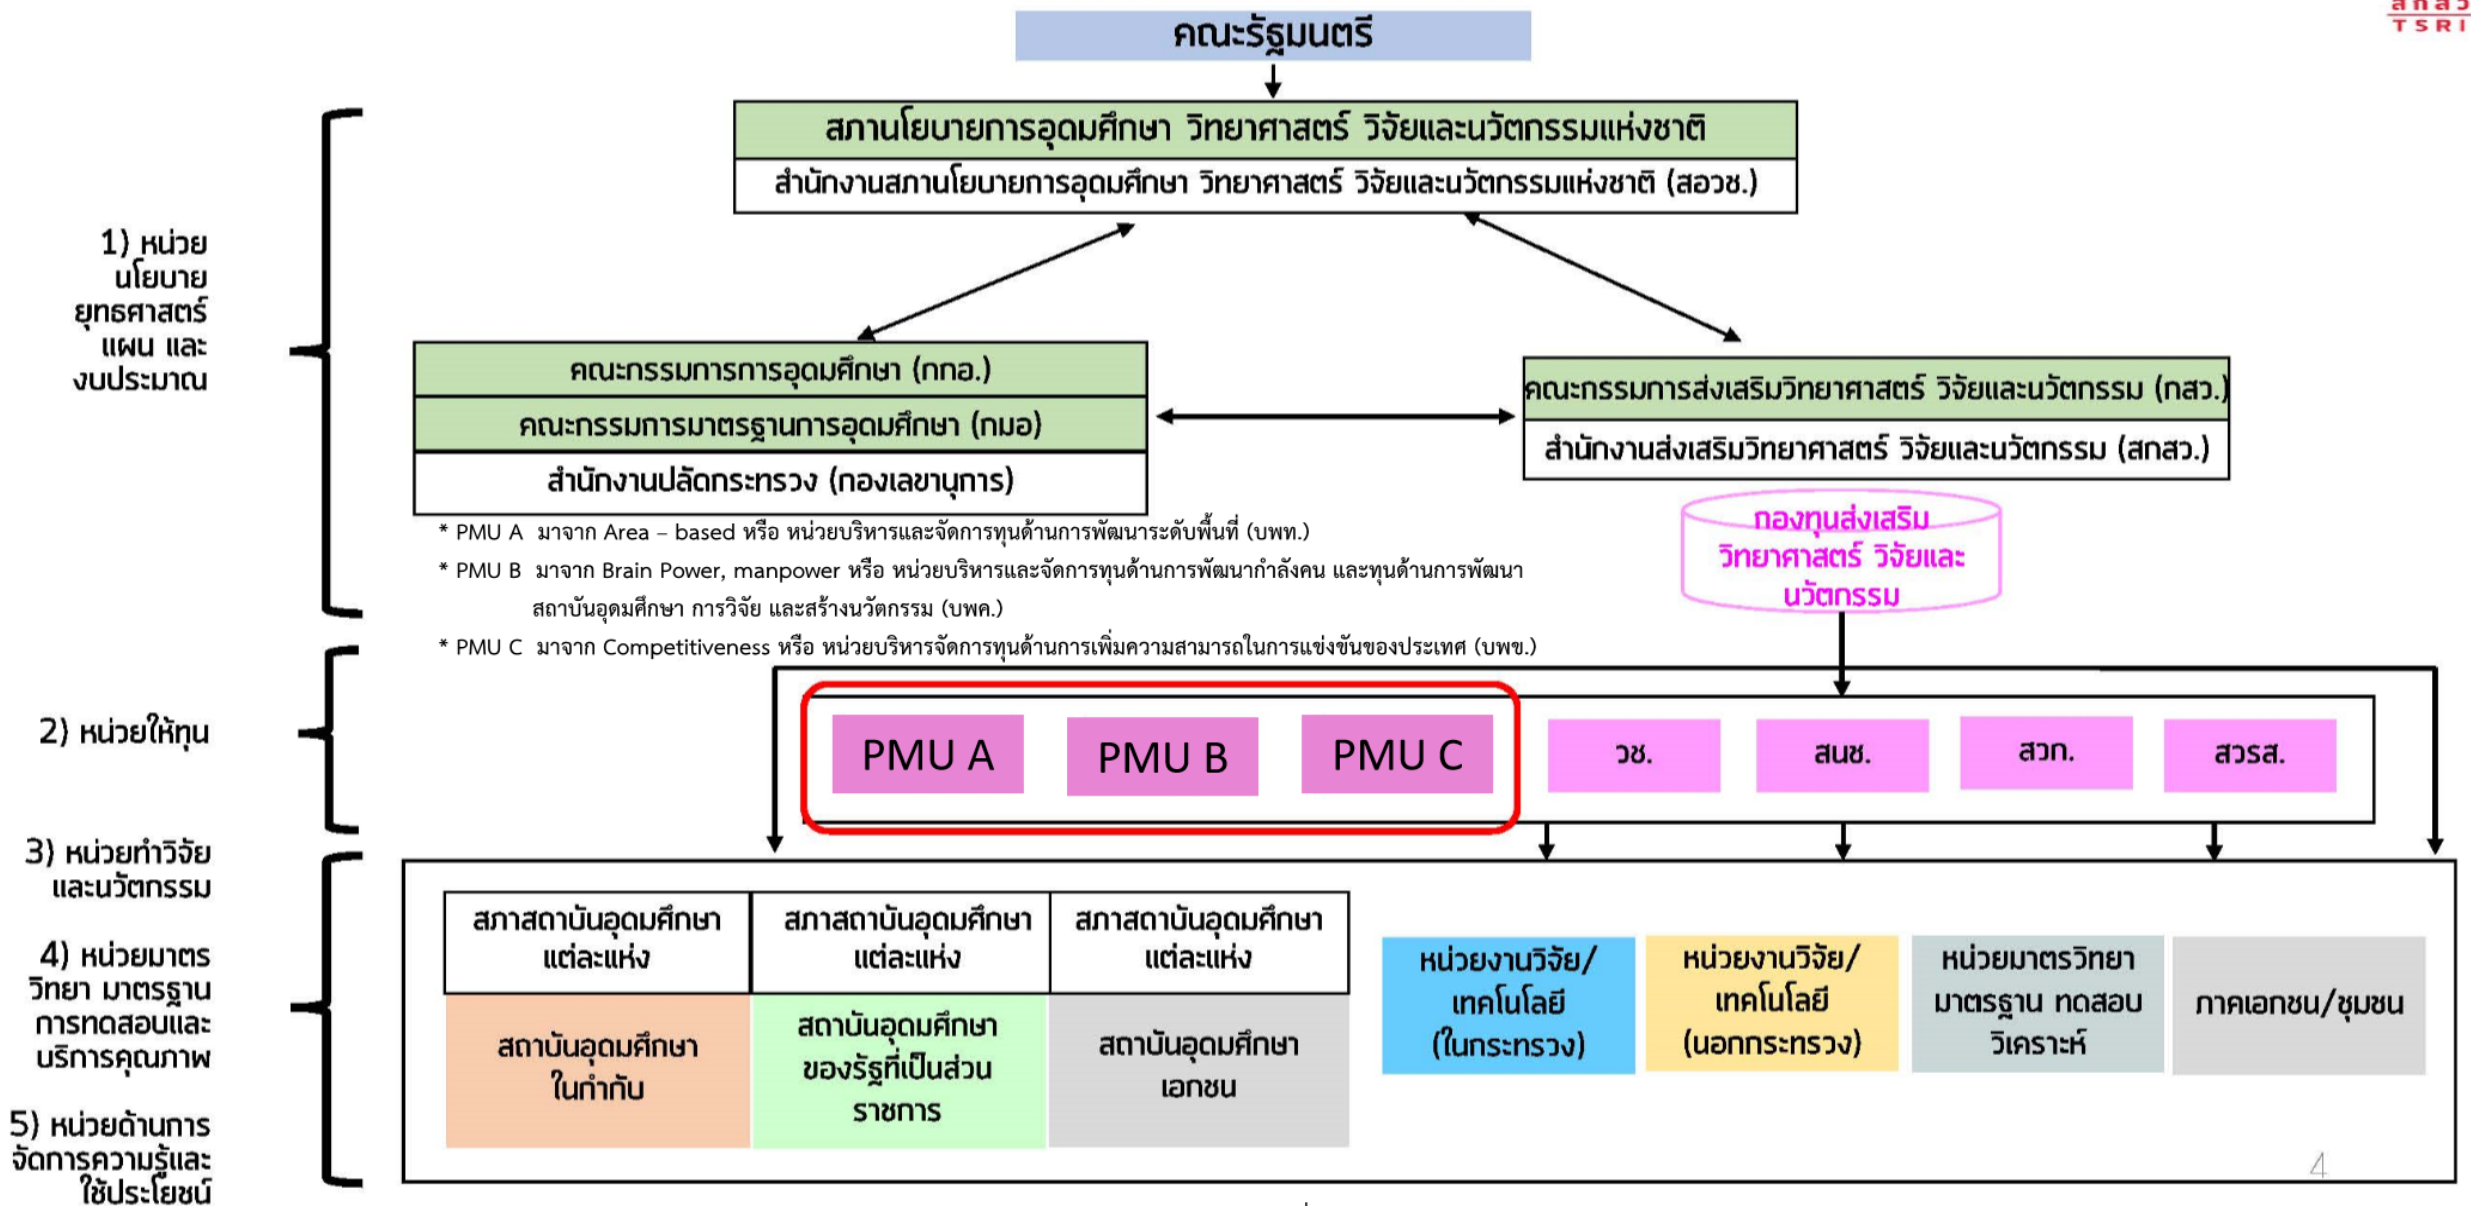 สกสว
TSRI
คณะรัฐมนตรี
สภานโยบายการอุดมศึกษา วิทยาศาสตร์ วิจัยและนวัตกรรมแห่งชาติ
สำนักงานสภานโยบายการอุดมศึกษา วิทยาศาสตร์ วิจัยและนวัตกรรมแห่งชาติ (สอวช.)
1) หน่วย
นโยบาย
ยุทธศาสตร์
แผน และ
งบประมาณ
คณะกรรมการการอุดมศึกษา (กกอ.)
คณะกรรมการมาตรฐานการอุดมศึกษา (กมอ)
สำนักงานปลัดกระทรวง (กองเลขานุการ)
คณะกรรมการส่งเสริมวิทยาศาสตร์ วิจัยและนวัตกรรม (กสว.)
สำนักงานส่งเสริมวิทยาศาสตร์ วิจัยและนวัตกรรม (สกสว.)
* PMU A มาจาก Area – based หรือ หน่วยบริหารและจัดการทุนด้านการพัฒนาระดับพื้นที่ (บพท.)
* PMU B มาจาก Brain Power, manpower หรือ หน่วยบริหารและจัดการทุนด้านการพัฒนากำลังคน และทุนด้านการพัฒนา
สถาบันอุดมศึกษา การวิจัย และสร้างนวัตกรรม (บพค.)
* PMU C มาจาก Competitiveness หรือ หน่วยบริหารจัดการทุนด้านการเพิ่มความสามารถในการแข่งขันของประเทศ (บพข.)
กองทุนส่งเสริม
วิทยาศาสตร์ วิจัยและ
นวัตกรรม
2) หน่วยให้ทุน
PMU A
PMU B
PMU C
วช.
สนช.
สวก.
สวรส.
3) หน่วยทำวิจัย
และนวัตกรรม
4) หน่วยมาตร
วิทยา มาตรฐาน
การทดสอบและ
บริการคุณภาพ
5) หน่วยด้านการ
จัดการความรู้และ
ใช้ประโยชน์
สภาสถาบันอุดมศึกษา
แต่ละแห่ง
สภาสถาบันอุดมศึกษา
แต่ละแห่ง
สภาสถาบันอุดมศึกษา
แต่ละแห่ง
สถาบันอุดมศึกษา
ในกำกับ
สถาบันอุดมศึกษา
ของรัฐที่เป็นส่วน
ราชการ
สถาบันอุดมศึกษา
เอกชน
หน่วยงานวิจัย/
เทคโนโลยี
(ในกระทรวง)
หน่วยงานวิจัย/
เทคโนโลยี
(นอกกระทรวง)
หน่วยมาตรวิทยา
มาตรฐาน ทดสอบ
วิเคราะห์
ภาคเอกชน/ชุมชน
4